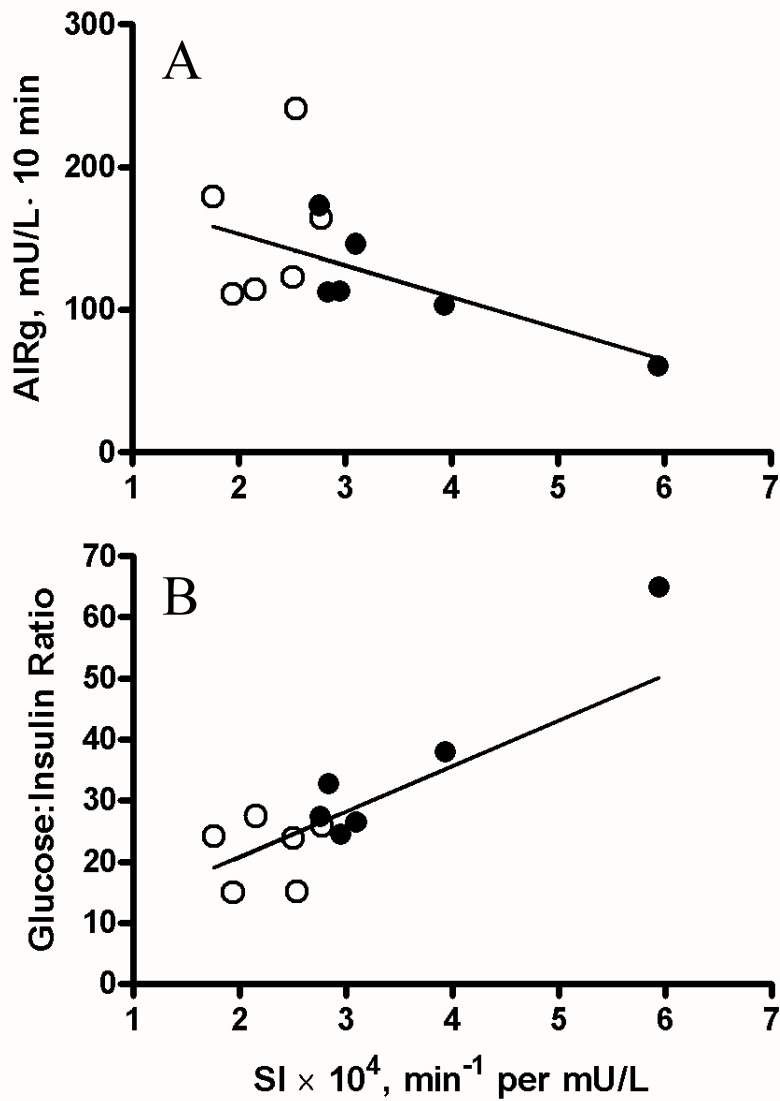 300
A
200
100
0
AIRg, mU/L· 10 min
1 2 3 4 5 6 7
70
B
60
50
40
30
20
10
0
Glucose:Insulin Ratio
1 2 3 4 5 6 7
SI × 10⁴, min⁻¹ per mU/L